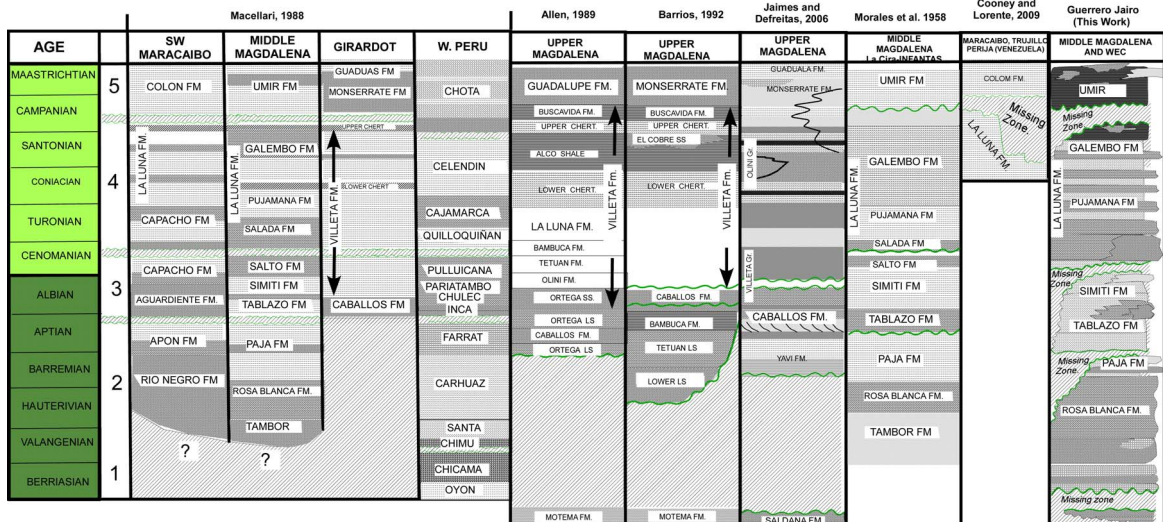 Macellari, 1988
Allen, 1989
Barrios, 1992
Jaimes and
Defreitas, 2006
Morales et al. 1958
Cooney and
Lorente, 2009
Guerrero Jairo
(This Work)
AGE
SW
MARACAIBO
MIDDLE
MAGDALENA
GIRARDOT
W. PERU
UPPER
MAGDALENA
UPPER
MAGDALENA
UPPER
MAGDALENA
MIDDLE
MAGDALENA
La Cira-INFANTAS
MARACAIBO, TRUJILLO
PERIJA (VENEZUELA)
MIDDLE MAGDALENA
AND WEC
MAASTRICHTIAN
CAMPANIAN
SANTONIAN
CONIACIAN
TURONIAN
CENOMANIAN
ALBIAN
APTIAN
BARREMIAN
HAUTERIVIAN
VALANGENIAN
BERRIASIAN
5
4
3
2
1
COLON FM
LA LUNA FM.
CAPACHO FM
CAPACHO FM
AGUARDIENTE FM.
APON FM
RIO NEGRO FM
?
UMIR FM
GALEMBO FM
LA LUNA FM.
PUJAMANA FM
SALADA FM
SALTO FM
SIMITI FM
TABLAZO FM
PAJA FM
ROSA BLANCA FM.
TAMBOR
?
GUADUAS FM
MONSERRATE FM
UPPER CHERT
LOWER CHERT
VILLETA FM.
CABALLOS FM
CHOTA
CELENDIN
CAJAMARCA
QUILLOQUIÑAN
PULLUICANA
PARIATAMBO
CHULEC
INCA
FARRAT
CARHUAZ
SANTA
CHIMU
CHICAMA
OYON
GUADALUPE FM.
BUSCAVIDA FM.
UPPER CHERT.
ALCO SHALE
LOWER CHERT.
VILLETA Fm.
LA LUNA FM.
BAMBUCA FM.
TETUAN FM.
OLINI FM.
ORTEGA SS.
ORTEGA LS
CABALLOS FM.
ORTEGA LS
MOTEMA FM.
MONSERRATE FM.
BUSCAVIDA FM.
UPPER CHERT.
EL COBRE SS
LOWER CHERT.
VILLETA Fm.
CABALLOS FM.
BAMBUCA FM.
TETUAN LS
LOWER LS
MOTEMA FM.
GUADUALA FM.
MONSERRATE FM.
OLINI Gr.
VILLETA Gr.
CABALLOS FM.
YAVI FM.
SALDANA FM.
UMIR FM
GALEMBO FM
LA LUNA FM.
PUJAMANA FM
SALADA FM
SALTO FM
SIMITI FM
TABLAZO FM
PAJA FM
ROSA BLANCA FM.
TAMBOR FM
COLOM FM.
Missing
Zone.
LA LUNA FM.
UMIR
Missing
Zone.
GALEMBO FM
LA LUNA FM.
PUJAMANA FM
Missing
Zone.
SIMITI FM
TABLAZO FM
Missing
Zone.
PAJA FM
ROSA BLANCA FM.
Missing zone